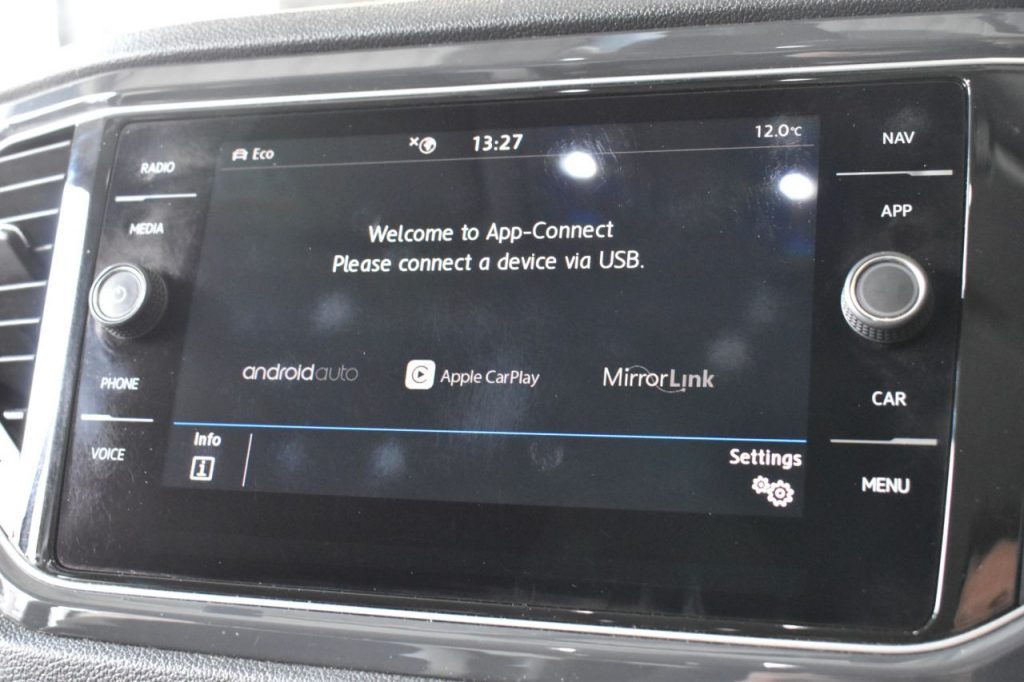 RADIO
MEDIA
PHONE
VOICE
Eco
13:27
12.0°C
Welcome to App-Connect
Please connect a device via USB.
androidauto
Apple CarPlay
MirrorLink
Info
i
Settings
NAV
APP
CAR
MENU